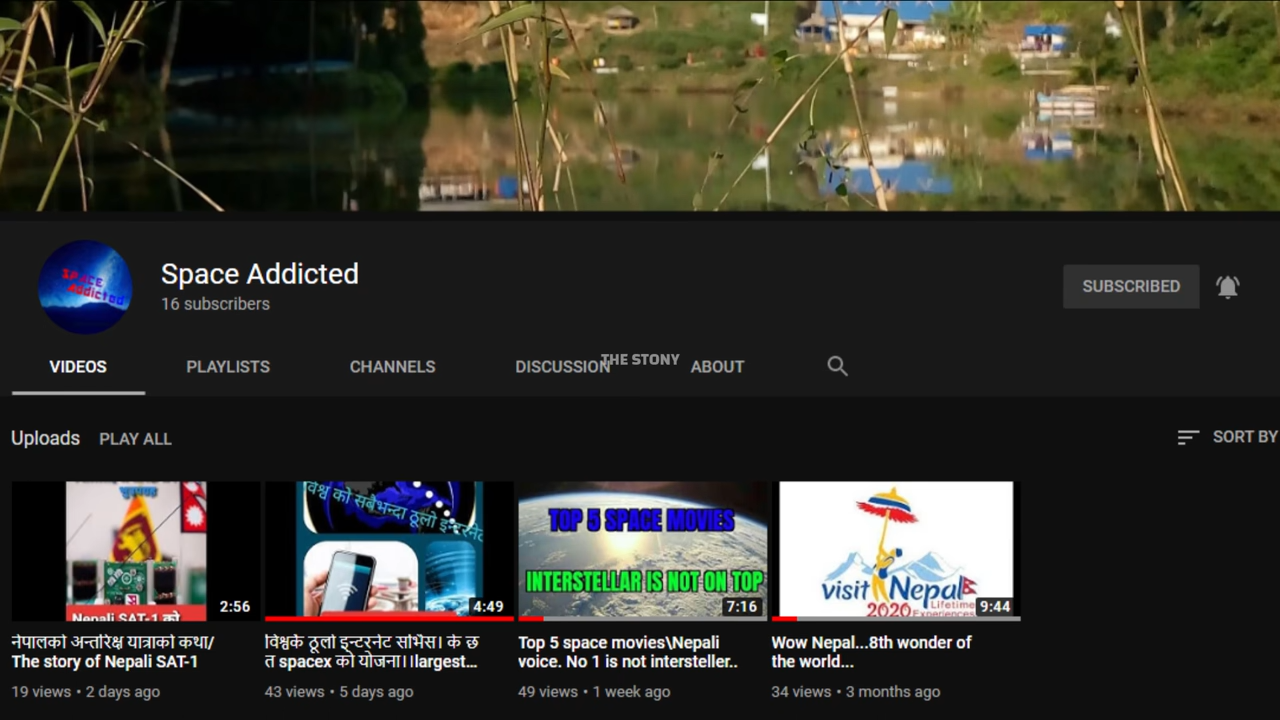 SPACE
Addicted
Space Addicted
16 subscribers
SUBSCRIBED
VIDEOS
PLAYLISTS
CHANNELS
DISCUSSION
THE STONY
ABOUT
Uploads
PLAY ALL
SORT BY
Nepali SAT-1 को
2:56
विश्व को सबैभन्दा ठूलो इन्टरनेट
4:49
TOP 5 SPACE MOVIES
INTERSTELLAR IS NOT ON TOP
7:16
visit Nepal
2020 Lifetime
Experiences
9:44
नेपालको अन्तरिक्ष यात्राको कथा/
The story of Nepali SAT-1
19 views • 2 days ago
विश्वकै ठूलो इन्टरनेट सर्भिस। के छ
त spacex को योजना।।largest...
43 views • 5 days ago
Top 5 space movies\Nepali
voice. No 1 is not intersteller..
49 views • 1 week ago
Wow Nepal...8th wonder of
the world...
34 views • 3 months ago